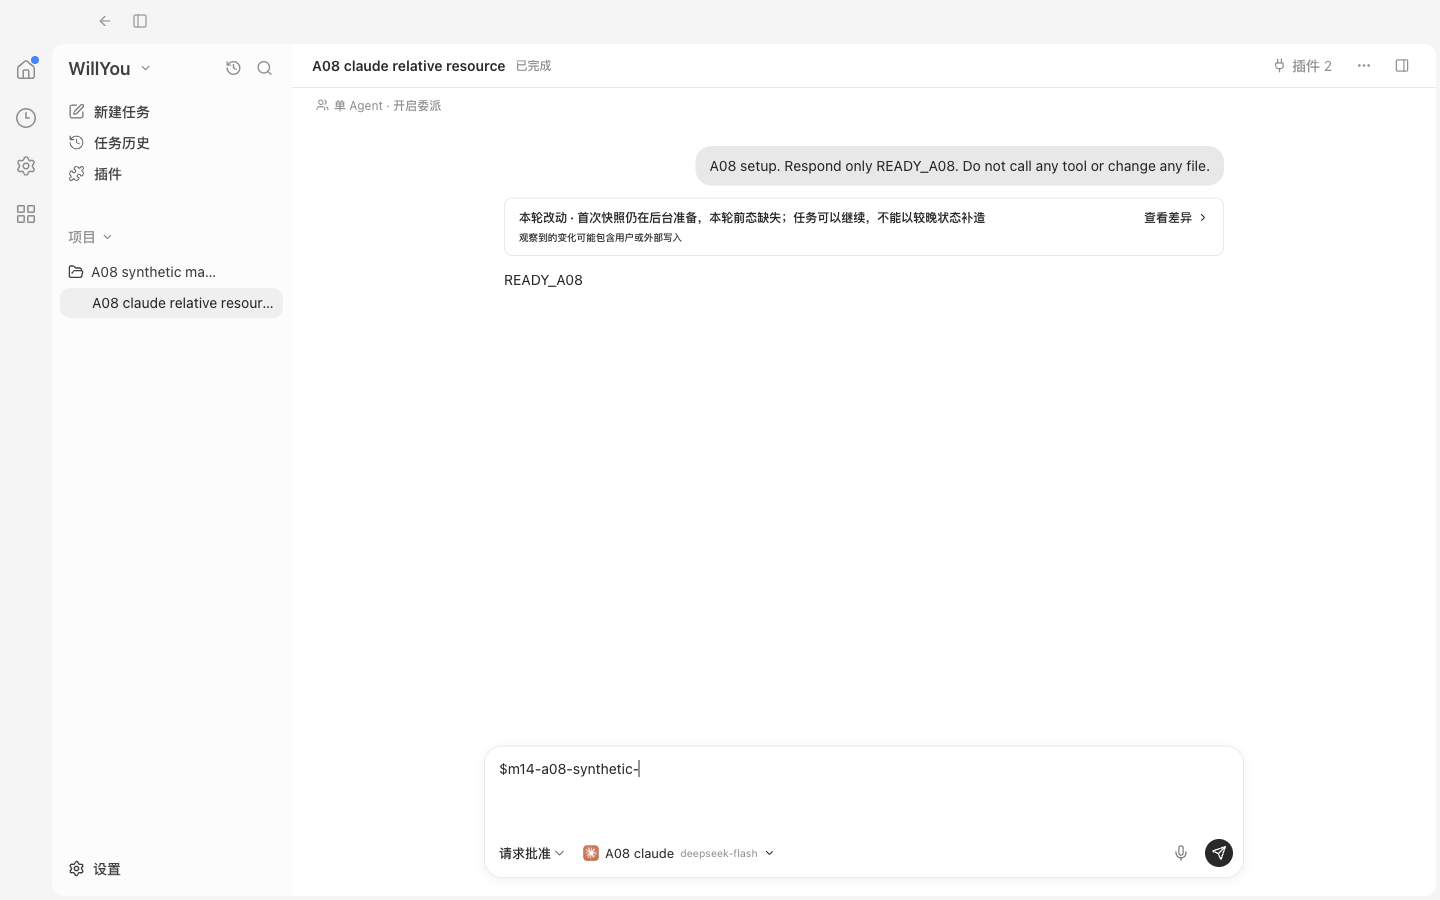 WillYou
新建任务
任务历史
插件
项目
A08 synthetic ma...
A08 claude relative resour...
设置
A08 claude relative resource 已完成
插件 2
单 Agent · 开启委派
A08 setup. Respond only READY_A08. Do not call any tool or change any file.
本轮改动 · 首次快照仍在后台准备，本轮前态缺失；任务可以继续，不能以较晚状态补造
查看差异
观察到的变化可能包含用户或外部写入
READY_A08
$m14-a08-synthetic-
请求批准 A08 claude deepseek-flash